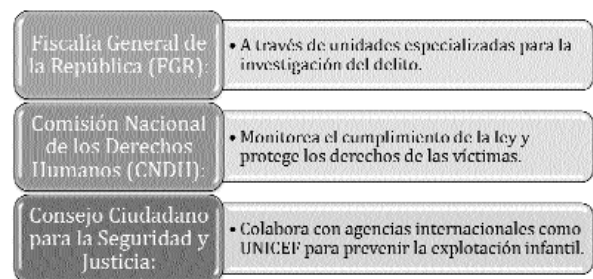 Fiscalía General de
la República (FGR):
• A través de unidades especializadas para la
investigación del delito.
Comisión Nacional
de los Derechos
Humanos (CNDH):
• Monitorea el cumplimiento de la ley y
protege los derechos de las víctimas.
Consejo Ciudadano
para la Seguridad y
Justicia:
• Colabora con agencias internacionales como
UNICEF para prevenir la explotación infantil.